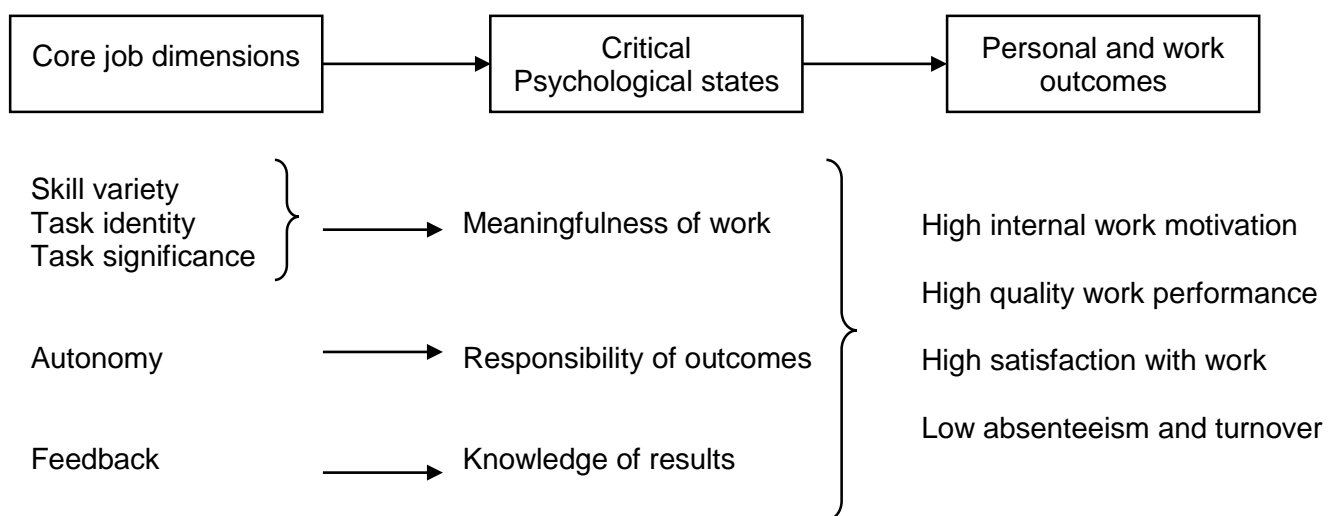 Core job dimensions
Critical
Psychological states
Personal and work
outcomes
Skill variety
Task identity
Task significance
Meaningfulness of work
High internal work motivation
High quality work performance
Autonomy
Responsibility of outcomes
High satisfaction with work
Low absenteeism and turnover
Feedback
Knowledge of results